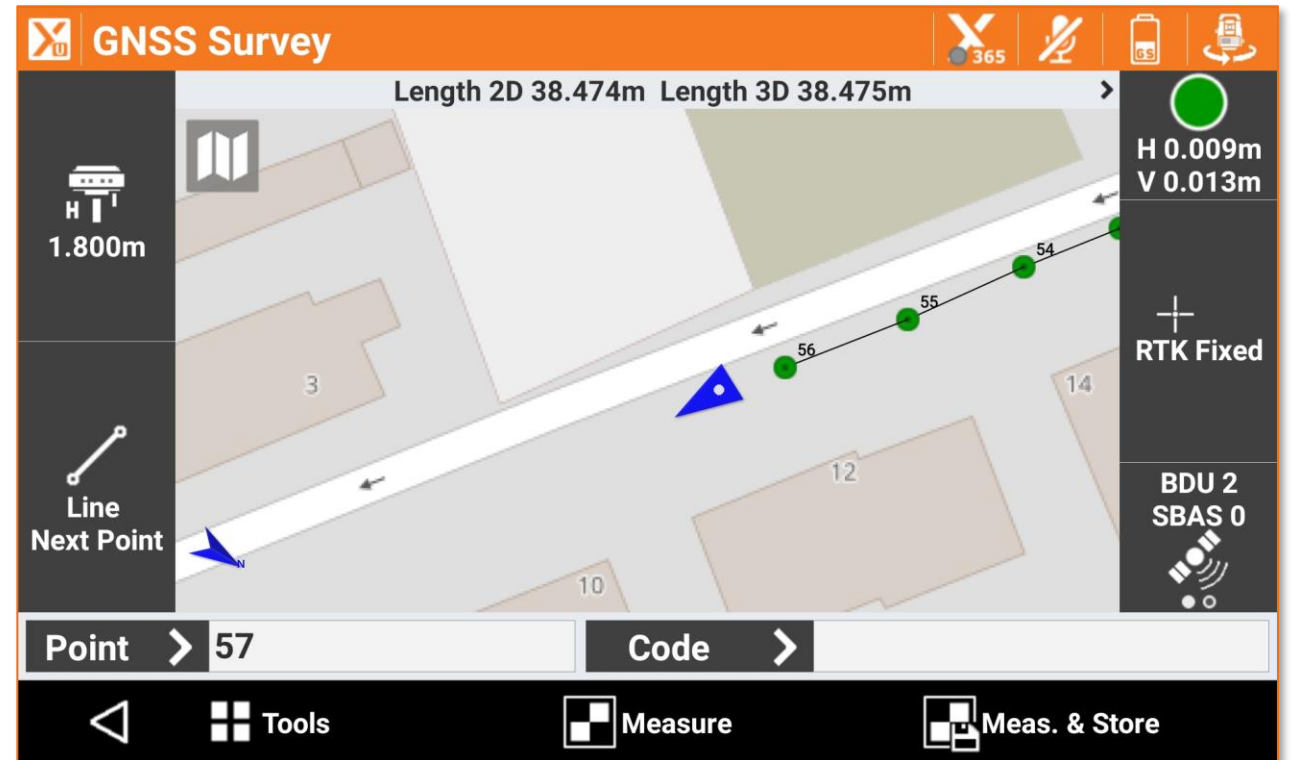 XU GNSS Survey
X 365
GS
Length 2D 38.474m Length 3D 38.475m
H 0.009m
V 0.013m
H I
1.800m
54
55
56
RTK Fixed
3
14
12
Line
Next Point
BDU 2
SBAS 0
N
10
Point 57
Code
Tools
Measure
Meas. & Store